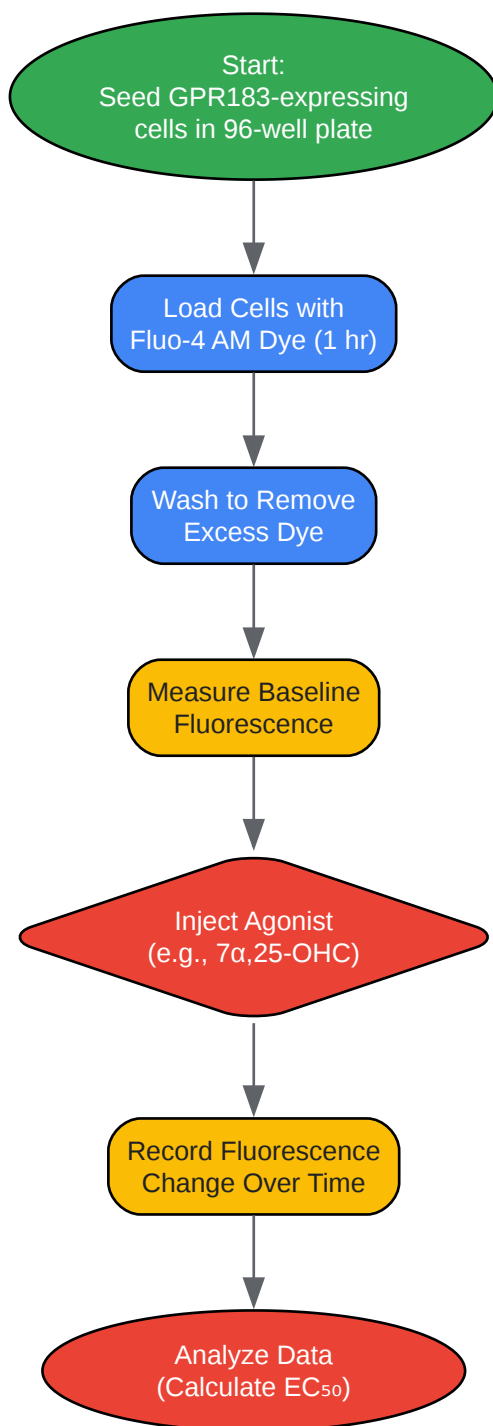 Start:
Seed GPR183-expressing
cells in 96-well plate
Load Cells with
Fluo-4 AM Dye (1 hr)
Wash to Remove
Excess Dye
Measure Baseline
Fluorescence
Inject Agonist
(e.g., 7α,25-OHC)
Record Fluorescence
Change Over Time
Analyze Data
(Calculate EC₅₀)